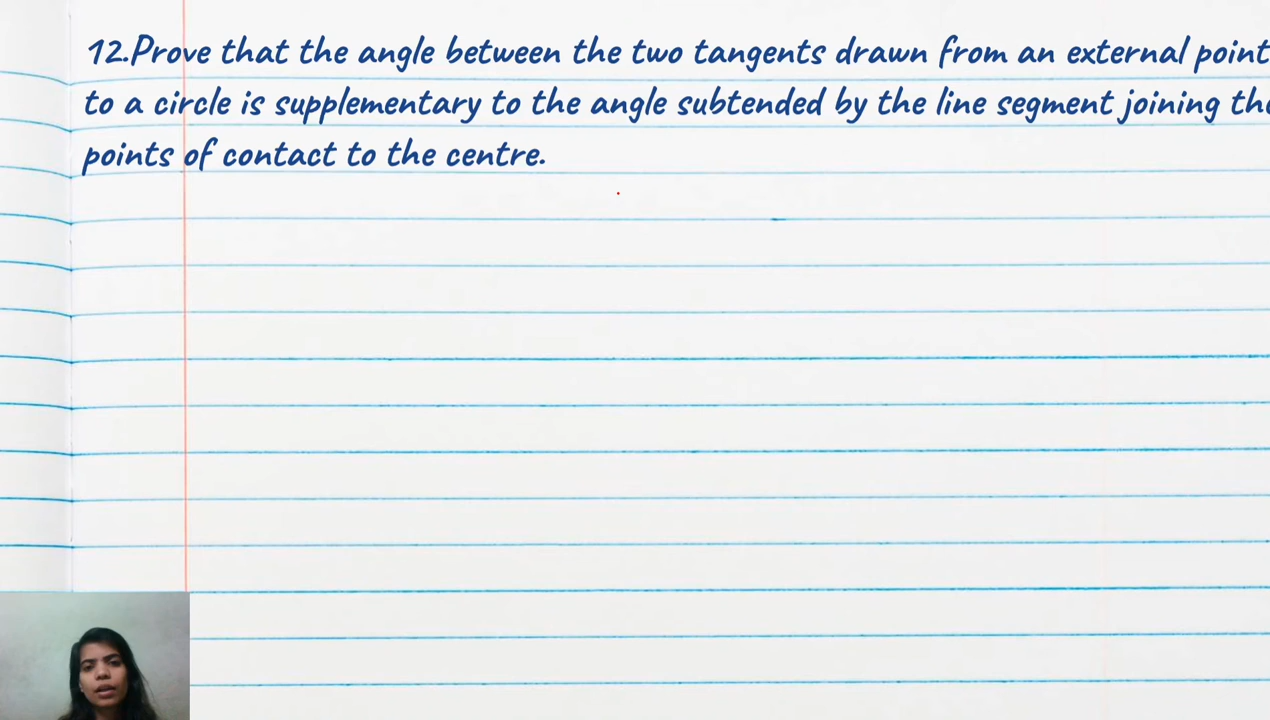 12.Prove that the angle between the two tangents drawn from an external point
to a circle is supplementary to the angle subtended by the line segment joining the
points of contact to the centre.